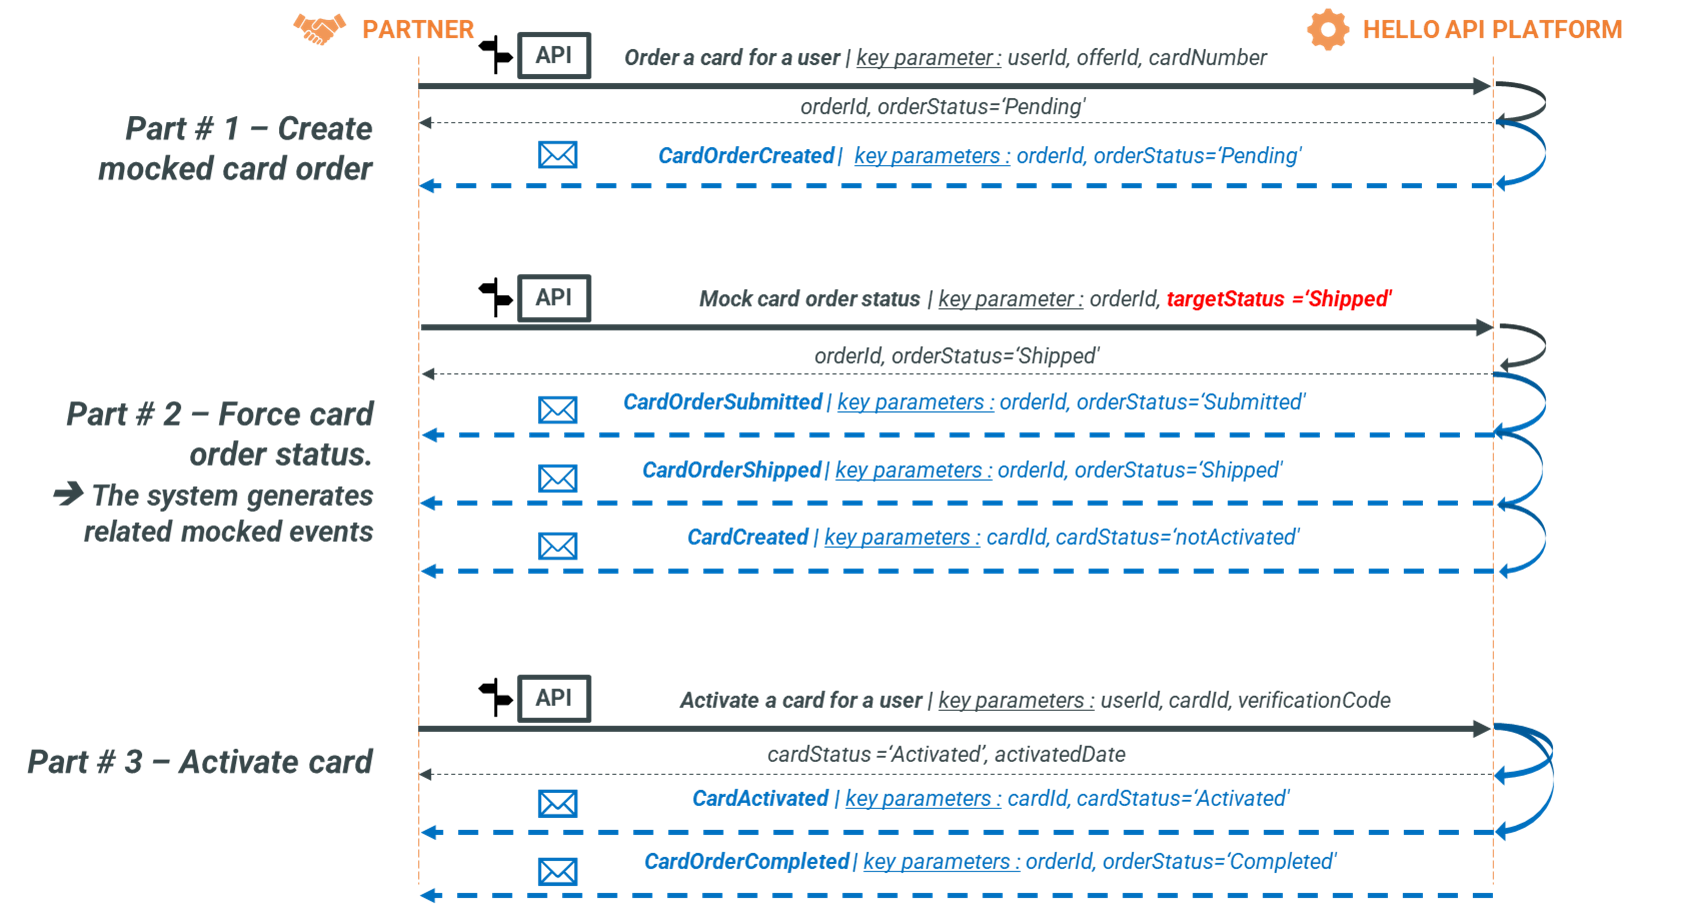 PARTNER
HELLO API PLATFORM
API
Order a card for a user | key parameter : userId, offerId, cardNumber
orderId, orderStatus=‘Pending'
Part # 1 – Create
mocked card order
CardOrderCreated | key parameters : orderId, orderStatus=‘Pending'
API
Mock card order status | key parameter : orderId, targetStatus =‘Shipped'
orderId, orderStatus=‘Shipped'
Part # 2 – Force card
order status.
➔ The system generates
related mocked events
CardOrderSubmitted | key parameters : orderId, orderStatus=‘Submitted'
CardOrderShipped | key parameters : orderId, orderStatus=‘Shipped'
CardCreated | key parameters : cardId, cardStatus=‘notActivated'
API
Activate a card for a user | key parameters : userId, cardId, verificationCode
Part # 3 – Activate card
cardStatus =‘Activated’, activatedDate
CardActivated | key parameters : cardId, cardStatus=‘Activated'
CardOrderCompleted | key parameters : orderId, orderStatus=‘Completed'